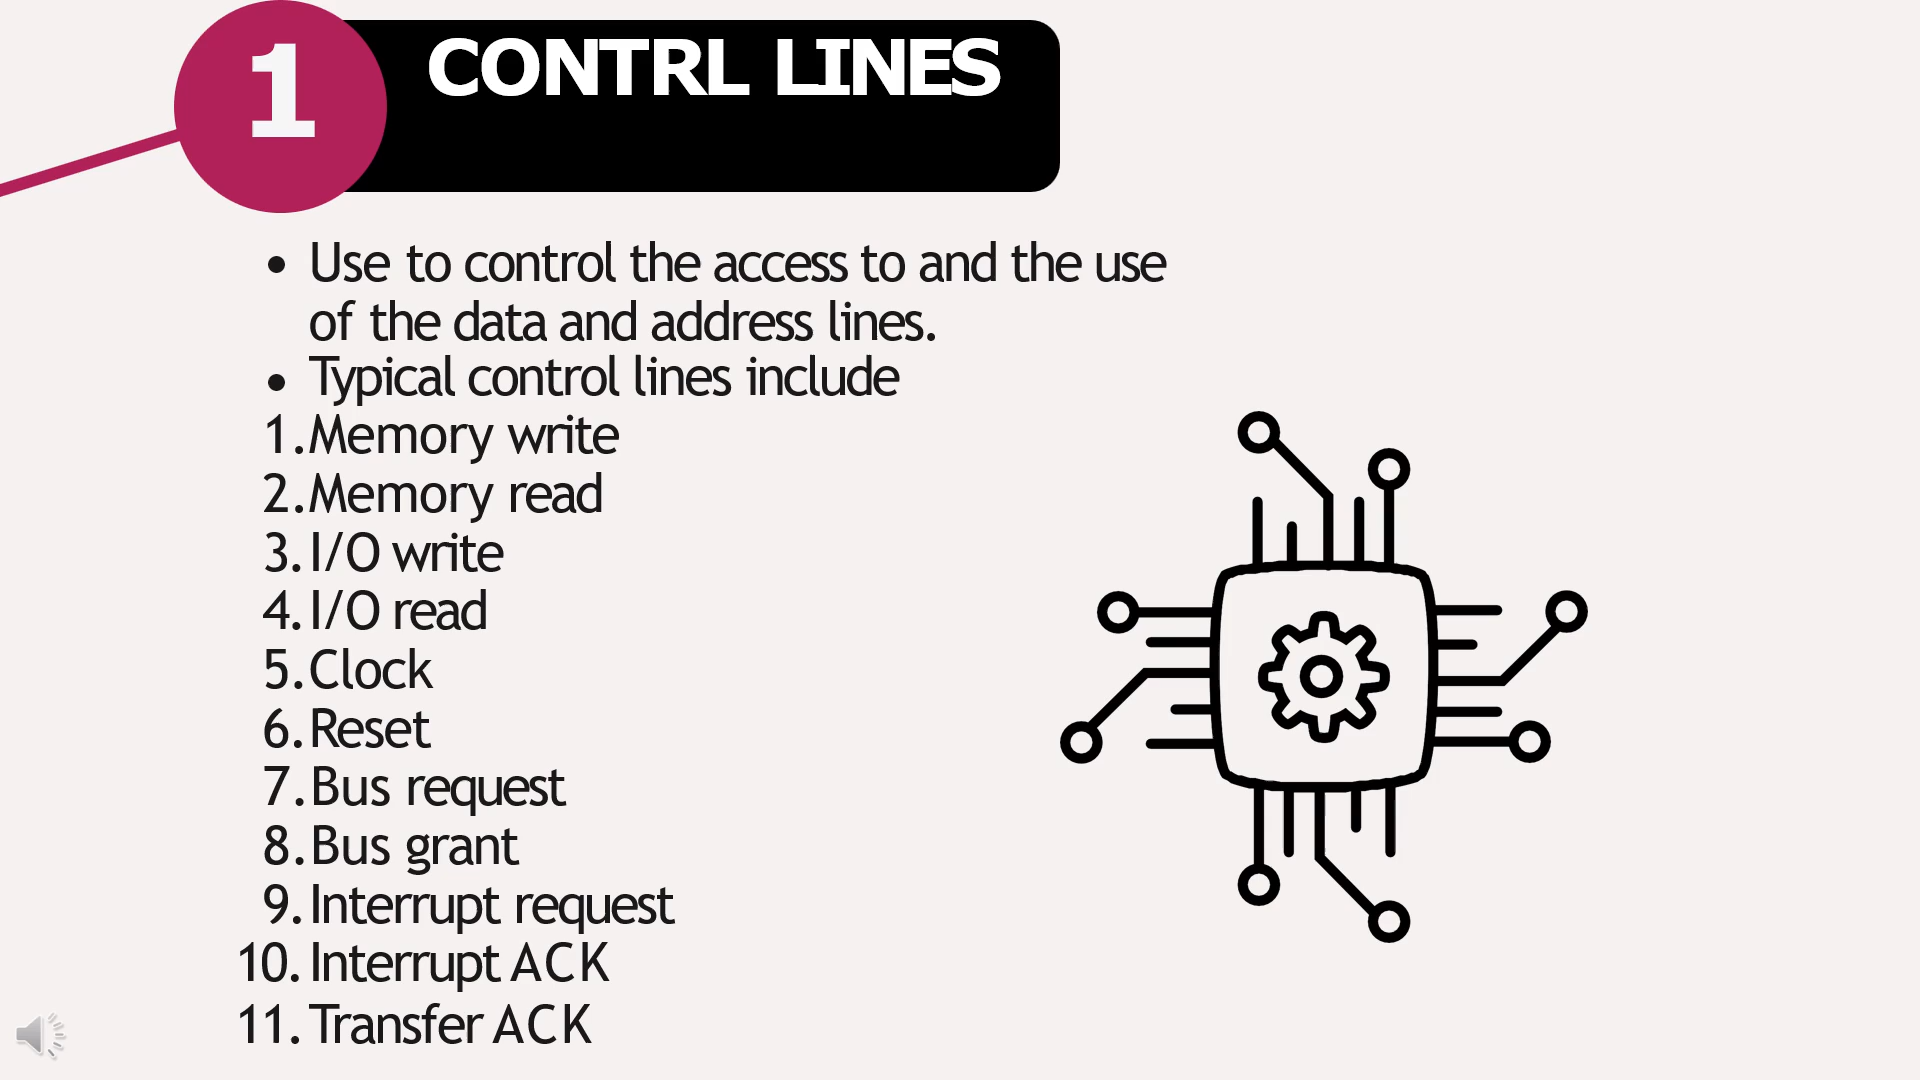 1
CONTRL LINES
• Use to control the access to and the use
of the data and address lines.
• Typical control lines include
1.Memory write
2.Memory read
3.I/O write
4.I/O read
5.Clock
6.Reset
7.Bus request
8.Bus grant
9.Interrupt request
10.Interrupt ACK
11.Transfer ACK